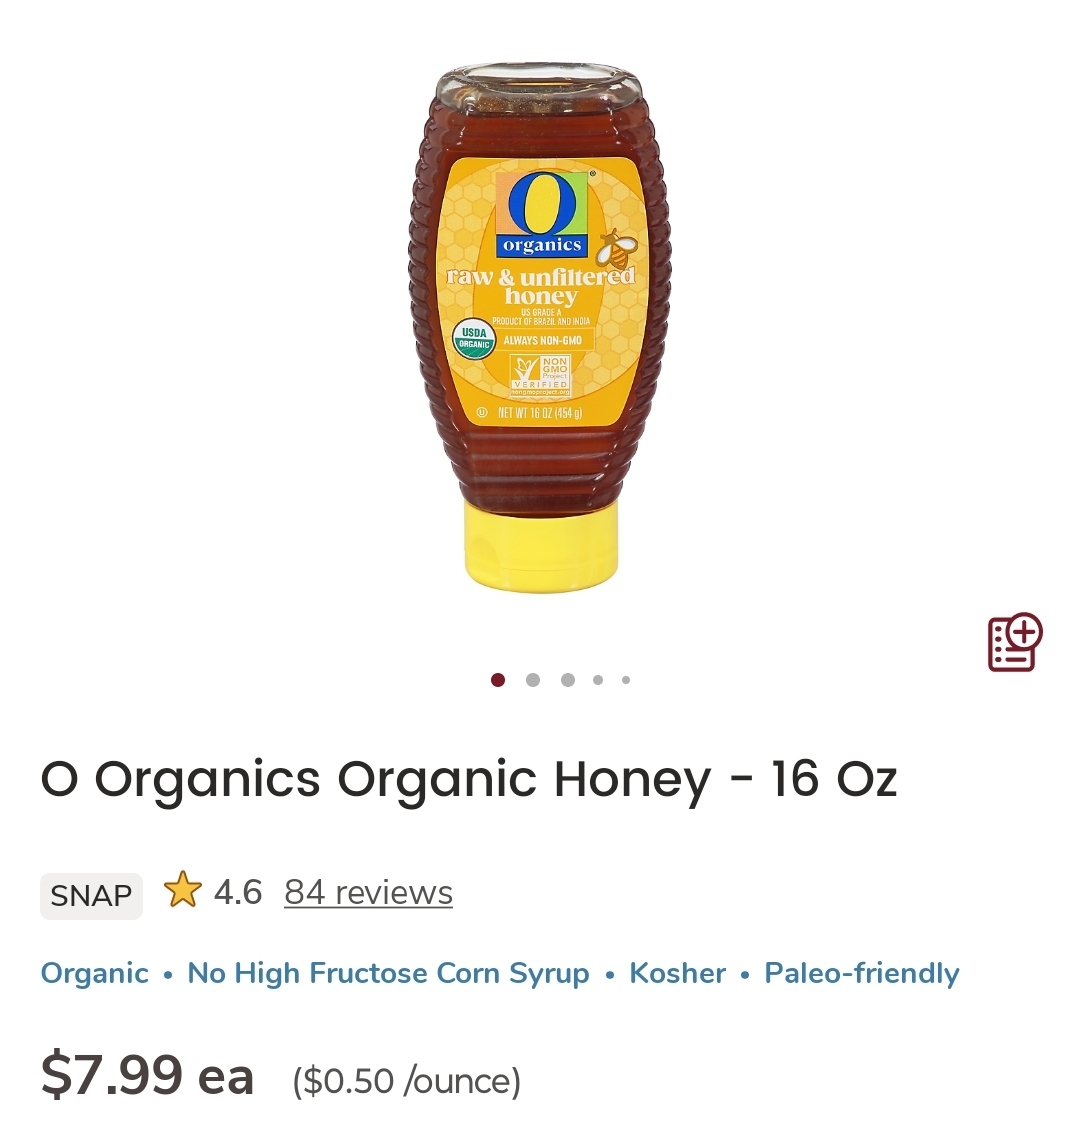 O
®
organics
raw & unfiltered
honey
US GRADE A
PRODUCT OF BRAZIL AND INDIA
USDA
ORGANIC
ALWAYS NON-GMO
NON
GMO
Project
VERIFIED
nongmoproject.org
U NET WT 16 OZ (454 g)
O Organics Organic Honey - 16 Oz
SNAP 4.6 84 reviews
Organic • No High Fructose Corn Syrup • Kosher • Paleo-friendly
$7.99 ea ($0.50 /ounce)